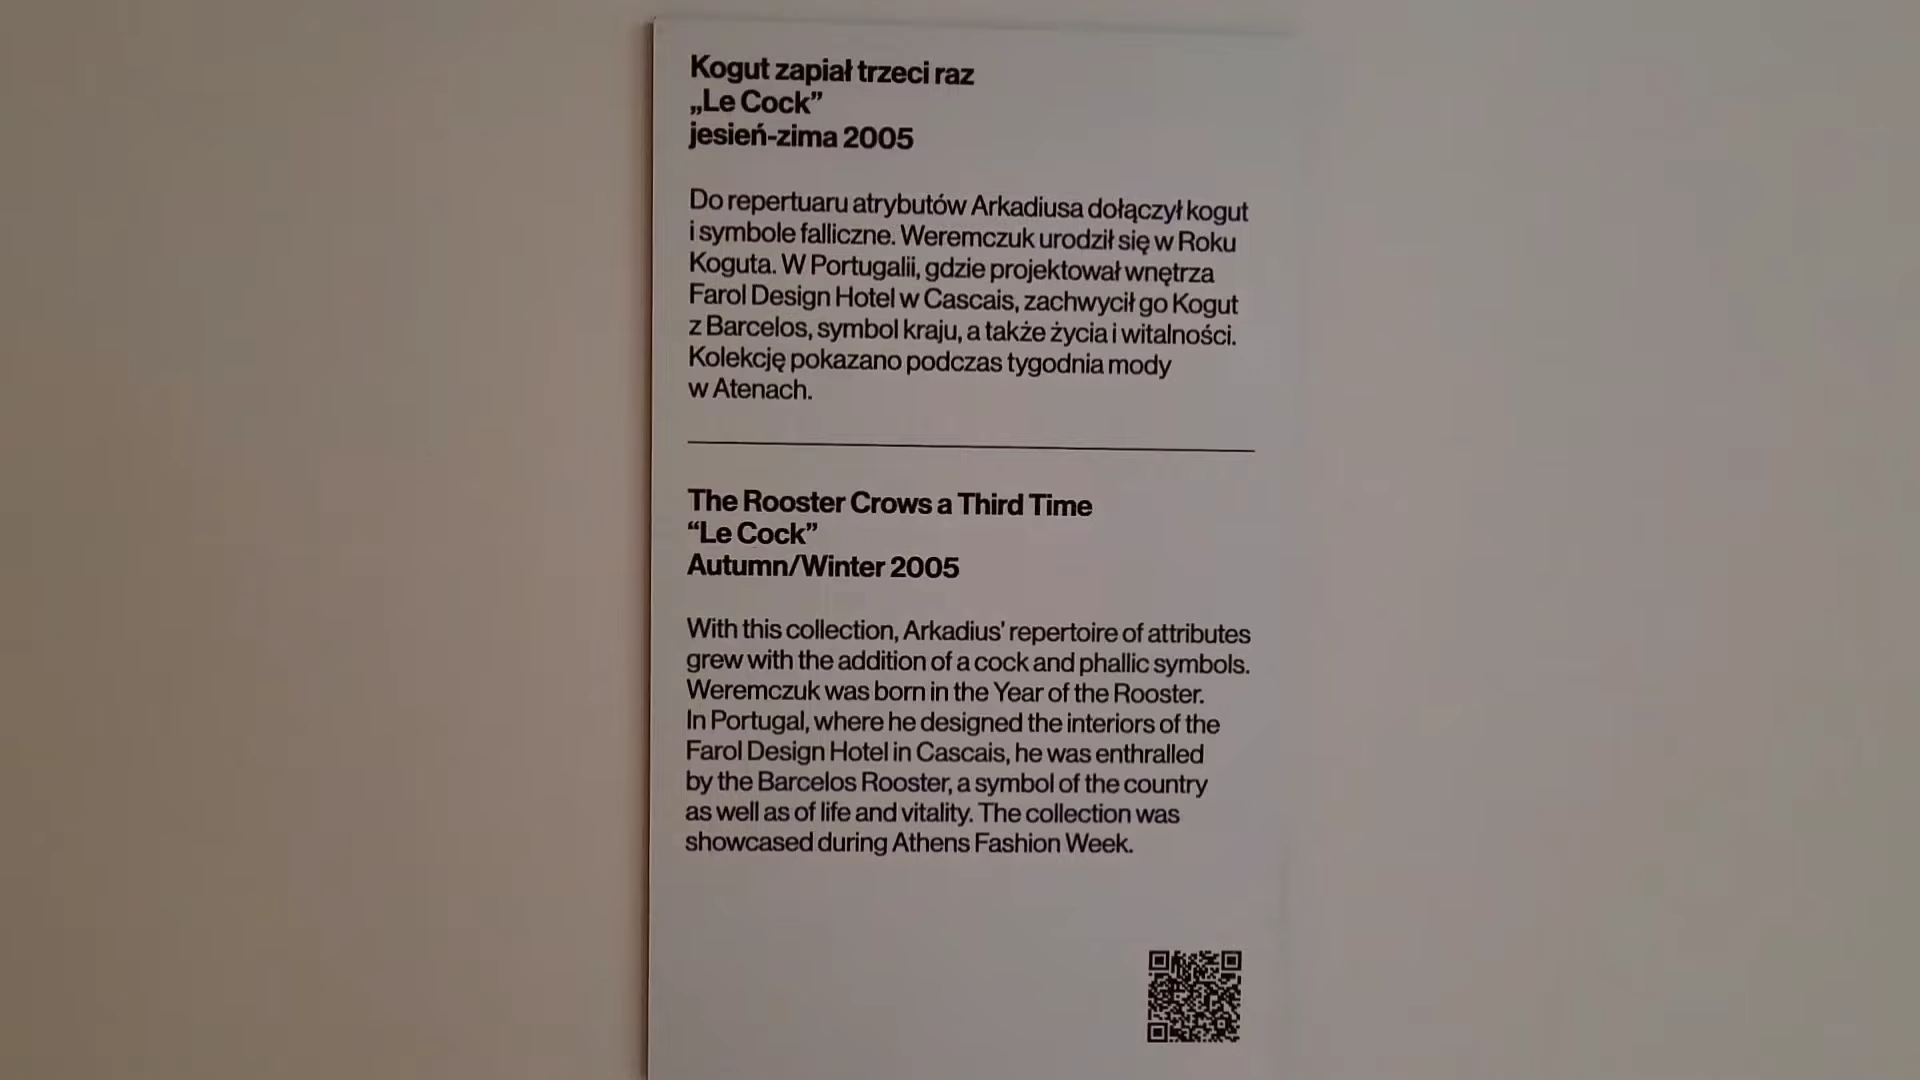 Kogut zapiał trzeci raz
„Le Cock”
jesień-zima 2005
Do repertuaru atrybutów Arkadiusa dołączył kogut
i symbole falliczne. Weremczuk urodził się w Roku
Koguta. W Portugalii, gdzie projektował wnętrza
Farol Design Hotel w Cascais, zachwycił go Kogut
z Barcelos, symbol kraju, a także życia i witalności.
Kolekcję pokazano podczas tygodnia mody
w Atenach.
The Rooster Crows a Third Time
“Le Cock”
Autumn/Winter 2005
With this collection, Arkadius’ repertoire of attributes
grew with the addition of a cock and phallic symbols.
Weremczuk was born in the Year of the Rooster.
In Portugal, where he designed the interiors of the
Farol Design Hotel in Cascais, he was enthralled
by the Barcelos Rooster, a symbol of the country
as well as of life and vitality. The collection was
showcased during Athens Fashion Week.